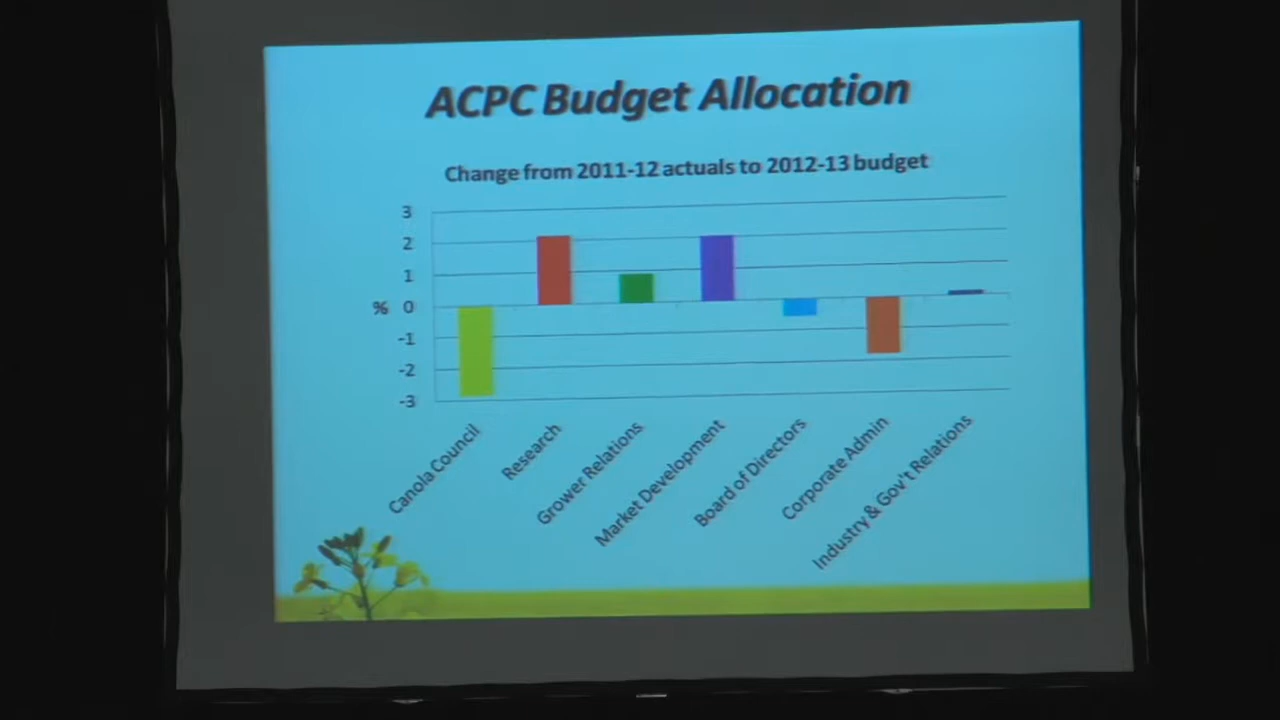 ACPC Budget Allocation
Change from 2011-12 actuals to 2012-13 budget
3
2
1
% 0
-1
-2
-3
Canola Council
Research
Grower Relations
Market Development
Board of Directors
Corporate Admin
Industry & Gov't Relations